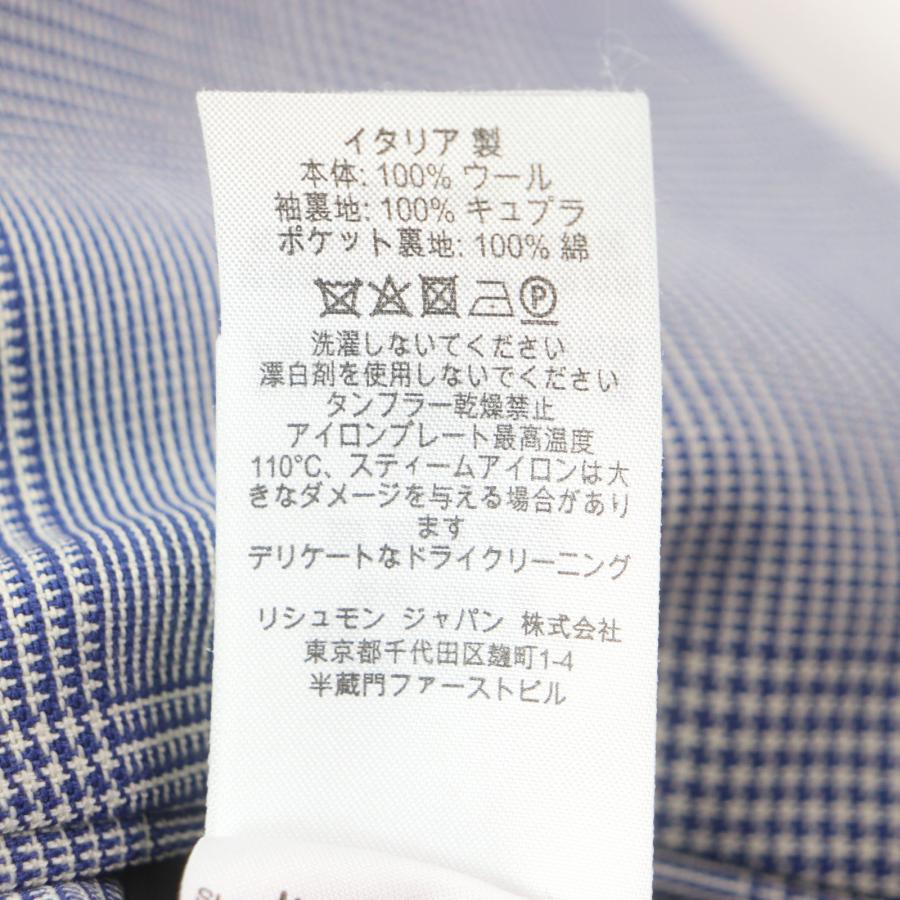 イタリア 製
本体: 100% ウール
袖裏地: 100% キュプラ
ポケット裏地: 100% 綿
P
洗濯しないてください
漂白剤を使用しないでください
タンブラー乾燥禁止
アイロンプレート最高温度
110°C、スティームアイロンは大
きなダメージを与える場合があり
ます
デリケートなドライクリーニング
リシュモン ジャパン 株式会社
東京都千代田区麹町1-4
半蔵門ファーストビル